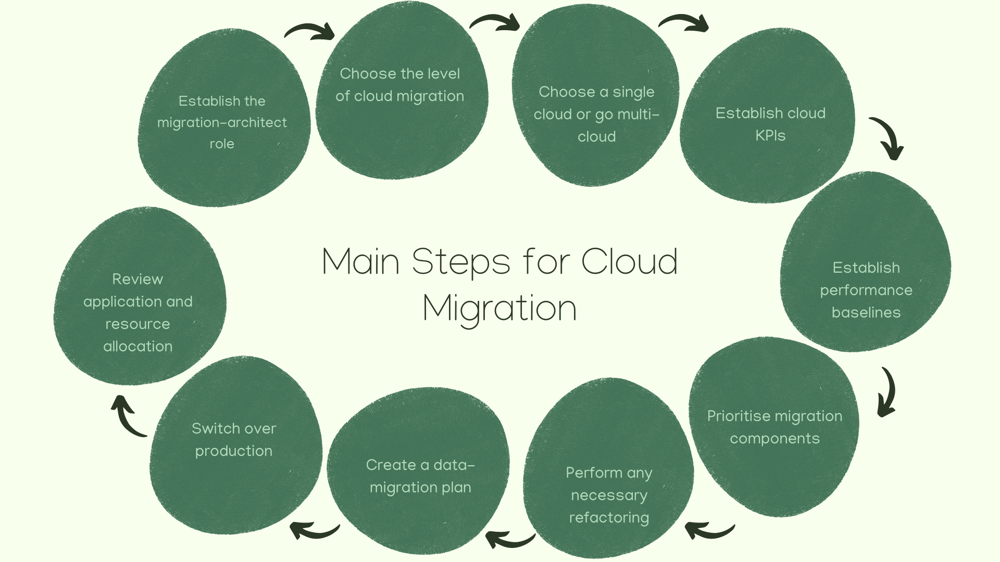 Establish the
migration-architect
role
Choose the level
of cloud migration
Choose a single
cloud or go multi-
cloud
Establish cloud
KPIs
Establish
performance
baselines
Prioritise migration
components
Perform any
necessary
refactoring
Create a data-
migration plan
Switch over
production
Review
application and
resource
allocation
Main Steps for Cloud
Migration